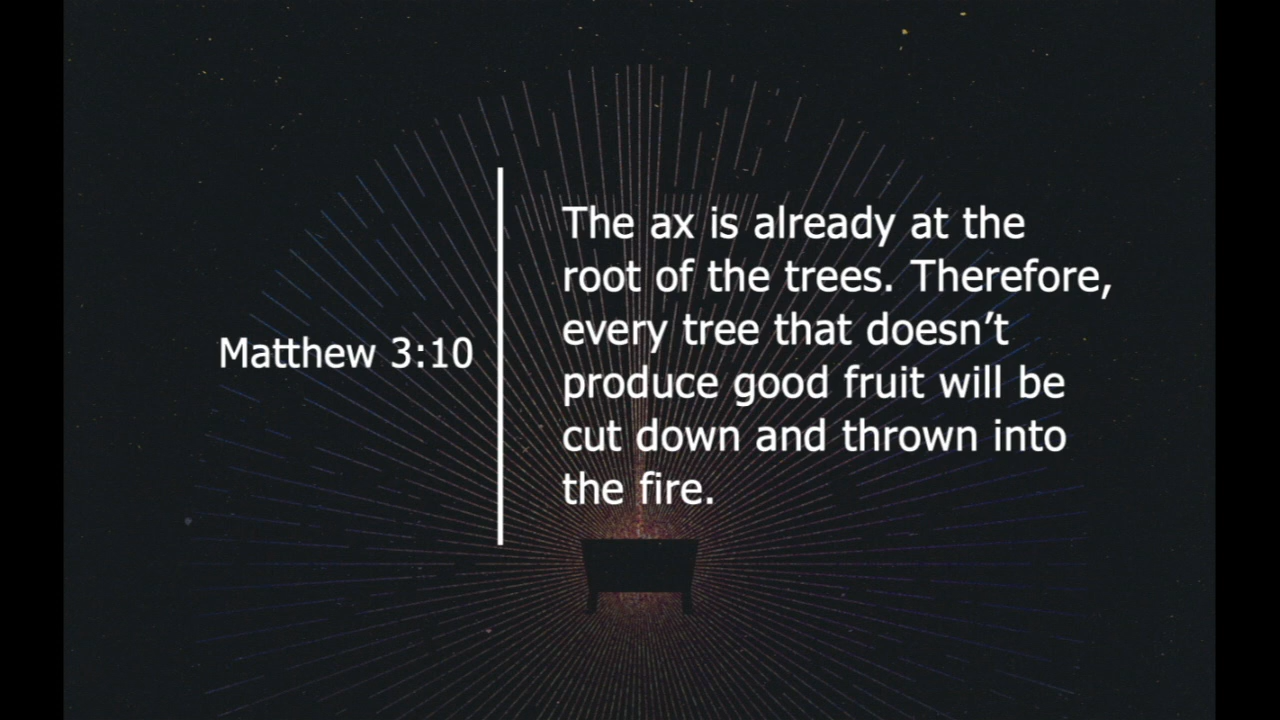 Matthew 3:10
The ax is already at the
root of the trees. Therefore,
every tree that doesn’t
produce good fruit will be
cut down and thrown into
the fire.